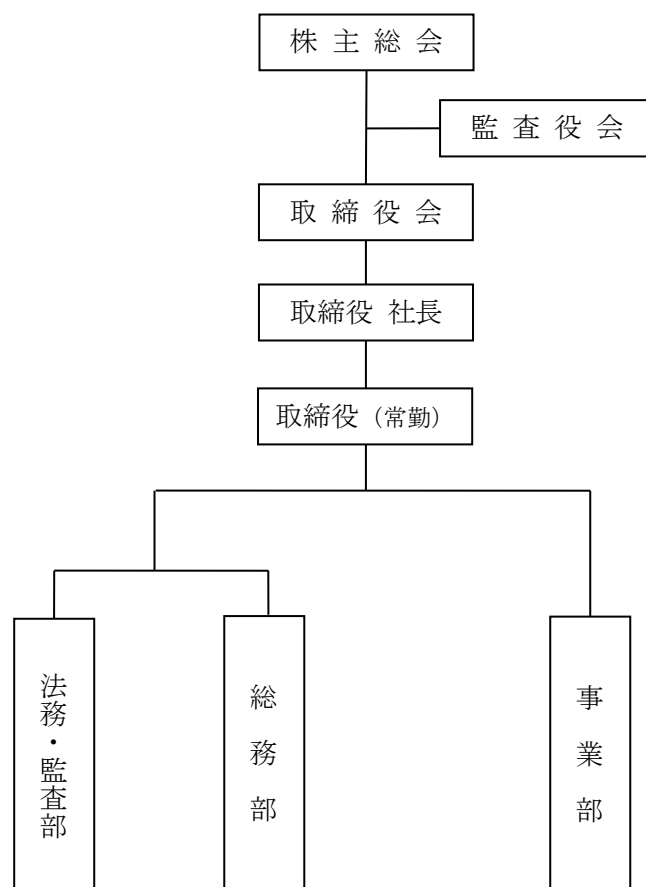 株主総会
監査役会
取締役会
取締役 社長
取締役（常勤）
法務・監査部
総務部
事業部